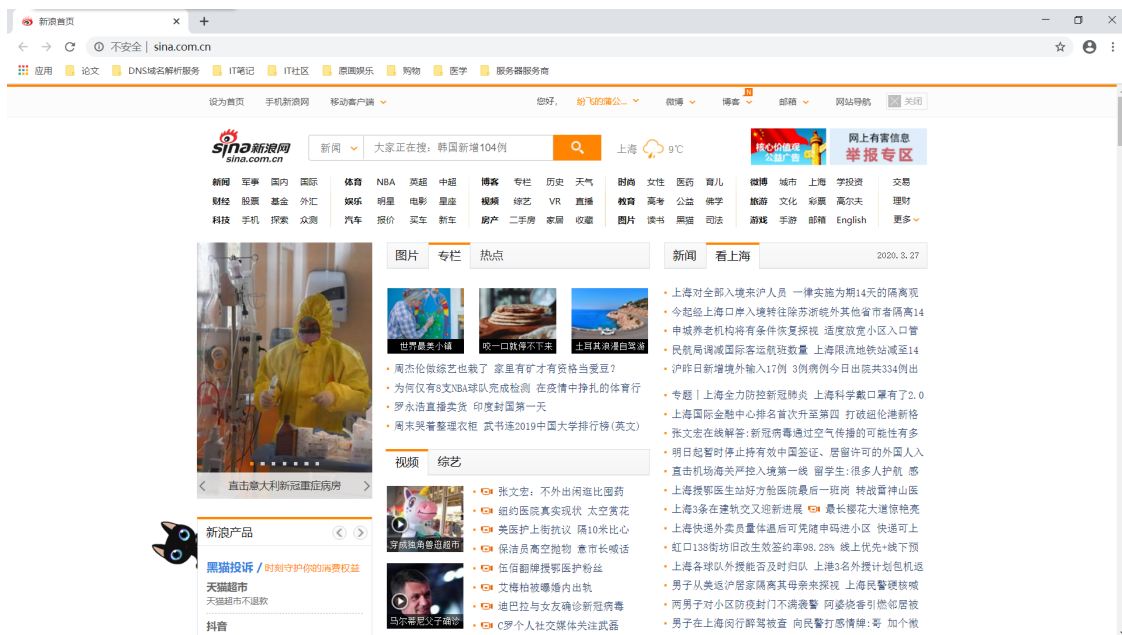 新浪首页
不安全 | sina.com.cn
应用 论文 DNS域名解析服务 IT笔记 IT社区 原画娱乐 购物 医学 服务器服务商
设为首页 手机新浪网 移动客户端 您好, 纷飞的蒲公... 微博 博客 N 邮箱 网站导航 关闭
sina新浪网
sina.com.cn
新闻 大家正在搜: 韩国新增104例
上海 9℃
核心价值观
公益广告
网上有害信息
举报专区
新闻 军事 国内 国际 体育 NBA 英超 中超 博客 专栏 历史 天气 时尚 女性 医药 育儿 微博 城市 上海 学投资 交易
财经 股票 基金 外汇 娱乐 明星 电影 星座 视频 综艺 VR 直播 教育 高考 公益 佛学 旅游 文化 彩票 高尔夫 理财
科技 手机 探索 众测 汽车 报价 买车 新车 房产 二手房 家居 收藏 图片 读书 黑猫 司法 游戏 手游 邮箱 English 更多
直击意大利新冠重症病房
新浪产品
黑猫投诉 / 时刻守护你的消费权益
天猫超市
天猫超市不退款
抖音
图片 专栏 热点
世界最美小镇 咬一口就停不下来 土耳其浪漫自驾游
周杰伦做综艺也栽了 家里有矿才有资格当爱豆?
为何仅有8支NBA球队完成检测 在疫情中挣扎的体育行
罗永浩直播卖货 印度封国第一天
周末哭着整理衣柜 武书连2019中国大学排行榜(英文)
视频 综艺
穿成独角兽逛超市
马尔蒂尼父子确诊
张文宏: 不外出闲逛比囤药
纽约医院真实现状 太空赏花
美医护上街抗议 隔10米比心
保洁员高空抛物 意市长喊话
伍佰翻牌授鄂医护粉丝
艾梅柏被曝婚内出轨
迪巴拉与女友确诊新冠病毒
C罗个人社交媒体关注武磊
新闻 看上海 2020.3.27
上海对全部入境来沪人员 一律实施为期14天的隔离观
今起经上海口岸入境转往除苏浙皖外其他省市者隔离14
申城养老机构将有条件恢复探视 适度放宽小区入口管
民航局调减国际客运航班数量 上海限流地铁站减至14
沪昨日新增境外输入17例 3例病例今日出院共334例出
专题|上海全力防控新冠肺炎 上海科学戴口罩有了2.0
上海国际金融中心排名首次升至第四 打破纽伦港新格
张文宏在线解答:新冠病毒通过空气传播的可能性有多
明日起暂时停止持有效中国签证、居留许可的外国人入
直击机场海关严控入境第一线 留学生:很多人护航 感
上海援鄂医生站好方舱医院最后一班岗 转战雷神山医
上海3条在建轨交又迎新进展 最长樱花大道惊艳亮
上海快递外卖员量体温后可凭随申码进小区 快递可上
虹口138街坊旧改生效签约率98.28% 线上优先+线下预
上海各球队外援能否及时归队 上港3名外援计划包机返
男子从美返沪居家隔离其母亲来探视 上海民警硬核喊
两男子对小区防疫封门不满袭警 阿婆烧香引燃邻居被
男子在上海闵行醉驾被查 向民警打感情牌:哥 加个微